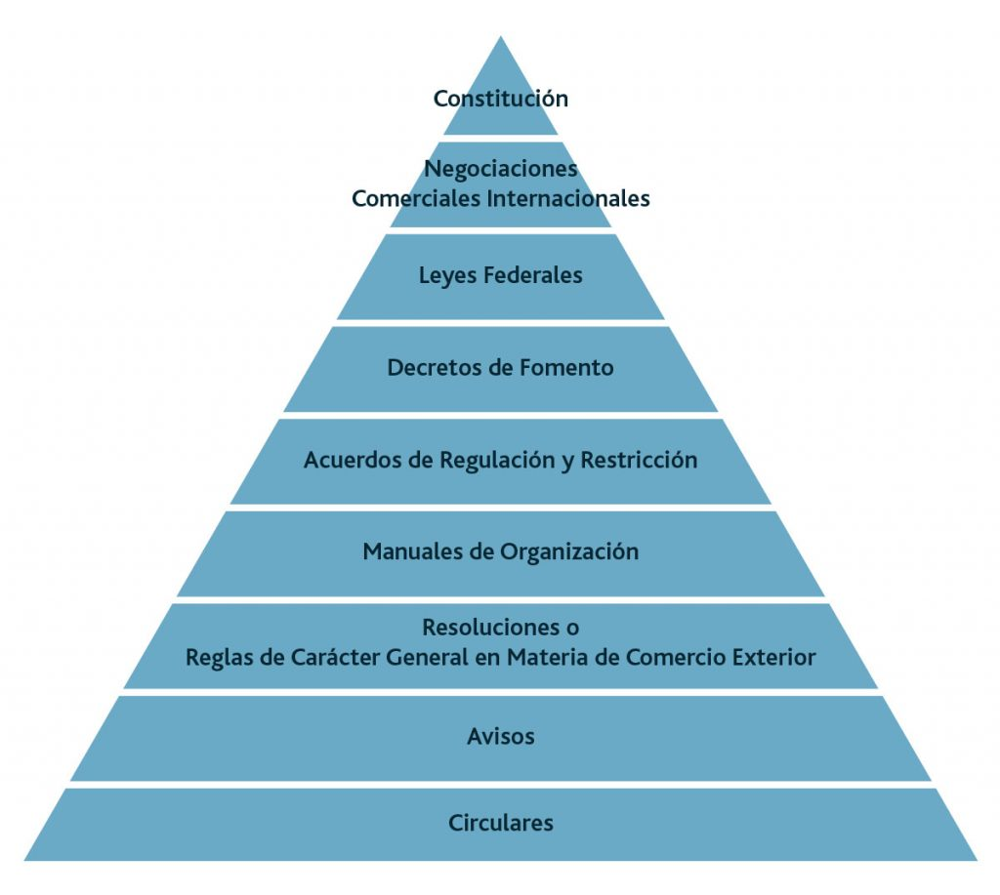 Constitución
Negociaciones
Comerciales Internacionales
Leyes Federales
Decretos de Fomento
Acuerdos de Regulación y Restricción
Manuales de Organización
Resoluciones o
Reglas de Carácter General en Materia de Comercio Exterior
Avisos
Circulares